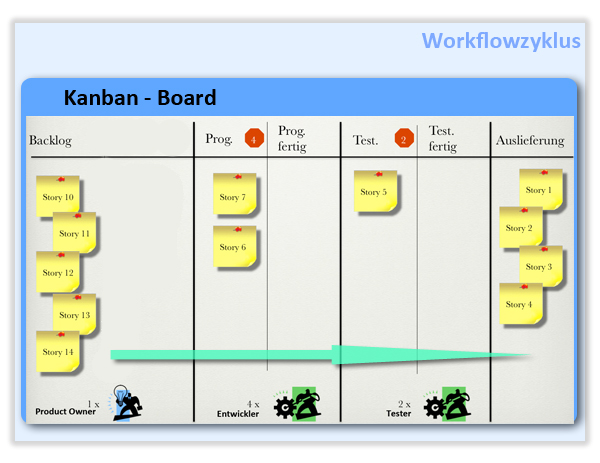 Workflowzyklus
Kanban - Board
Backlog
Prog. 4
Prog.
fertig
Test. 2
Test.
fertig
Auslieferung
Story 10
Story 11
Story 12
Story 13
Story 14
Story 7
Story 6
Story 5
Story 1
Story 2
Story 3
Story 4
1 x
Product Owner
4 x
Entwickler
2 x
Tester